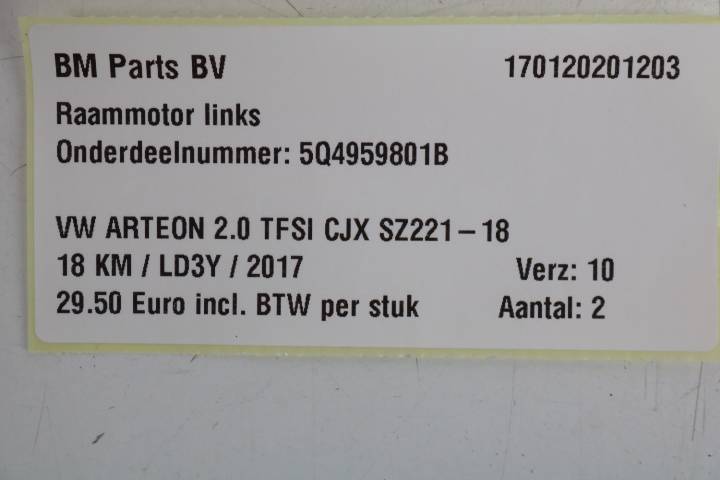 BM Parts BV 170120201203
Raammotor links
Onderdeelnummer: 5Q4959801B
VW ARTEON 2.0 TFSI CJX SZ221-18
18 KM / LD3Y / 2017 Verz: 10
29.50 Euro incl. BTW per stuk Aantal: 2